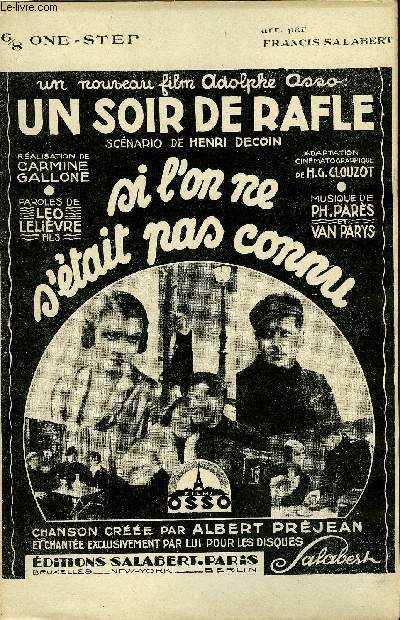 Le-livre.com
6/8 ONE-STEP
arr. par
FRANCIS SALABERT
un nouveau film Adolphe Osso
UN SOIR DE RAFLE
SCÉNARIO DE HENRI DECOIN
RÉALISATION DE
CARMINE
GALLONE
PAROLES DE
LEO
LELIÈVRE
FILS
ADAPTATION
CINÉMATOGRAPHIQUE
DE H.G. CLOUZOT
MUSIQUE DE
PH. PARÈS
ET
VAN PARYS
si l'on ne
s'était pas connu
OSSO
CHANSON CRÉÉE PAR ALBERT PRÉJEAN
ET CHANTÉE EXCLUSIVEMENT PAR LUI POUR LES DISQUES
Salabert
ÉDITIONS SALABERT.PARIS
BRUXELLES - NEW-YORK - BERLIN